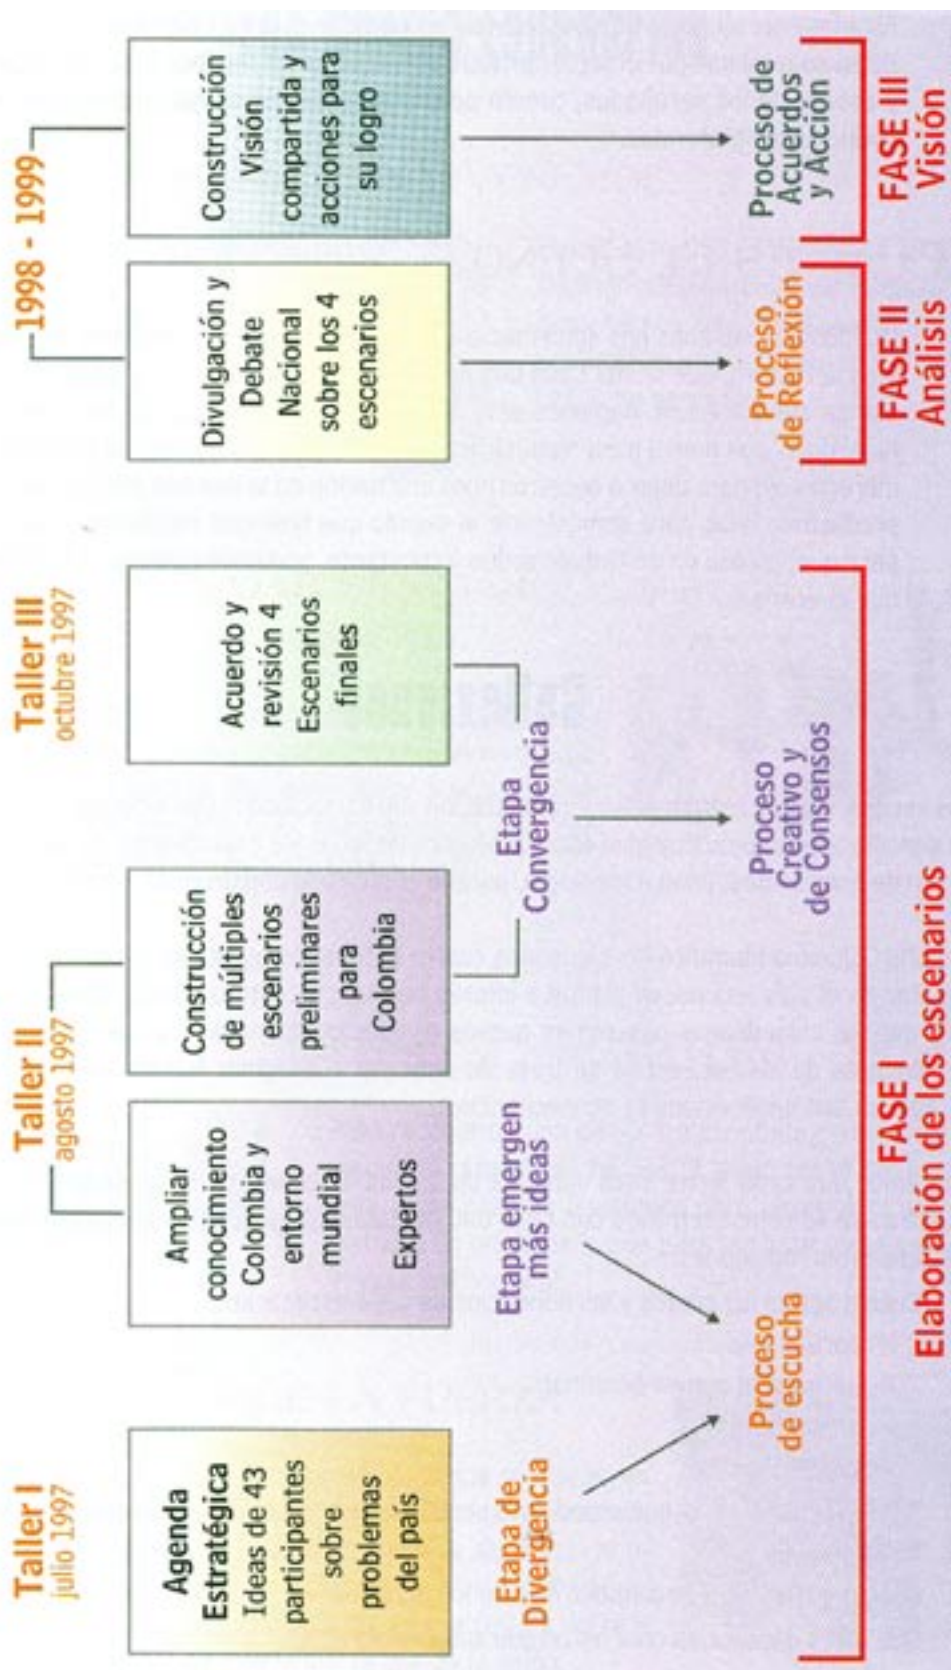 Taller I
julio 1997
Taller II
agosto 1997
Taller III
octubre 1997
1998 - 1999
Agenda
Estratégica
Ideas de 43
participantes
sobre
problemas
del país
Ampliar
conocimiento
Colombia y
entorno
mundial
Expertos
Construcción
de múltiples
escenarios
preliminares
para
Colombia
Acuerdo y
revisión 4
Escenarios
finales
Divulgación y
Debate
Nacional
sobre los 4
escenarios
Construcción
Visión
compartida y
acciones para
su logro
Etapa de
Divergencia
Etapa emergen
más ideas
Etapa
Convergencia
Proceso
de escucha
Proceso
Creativo y
de Consensos
Proceso
de Reflexión
Proceso de
Acuerdos
y Acción
FASE I
Elaboración de los escenarios
FASE II
Análisis
FASE III
Visión